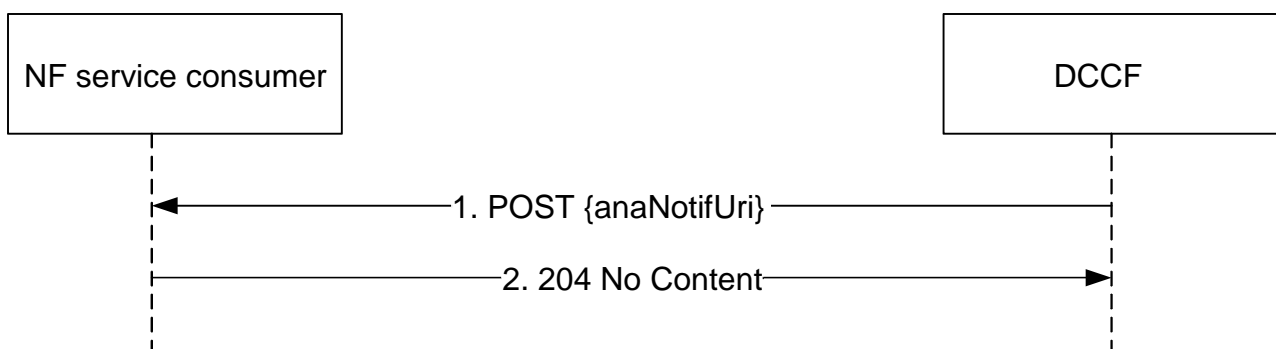 NF service consumer
DCCF
1. POST {anaNotifUri}
2. 204 No Content